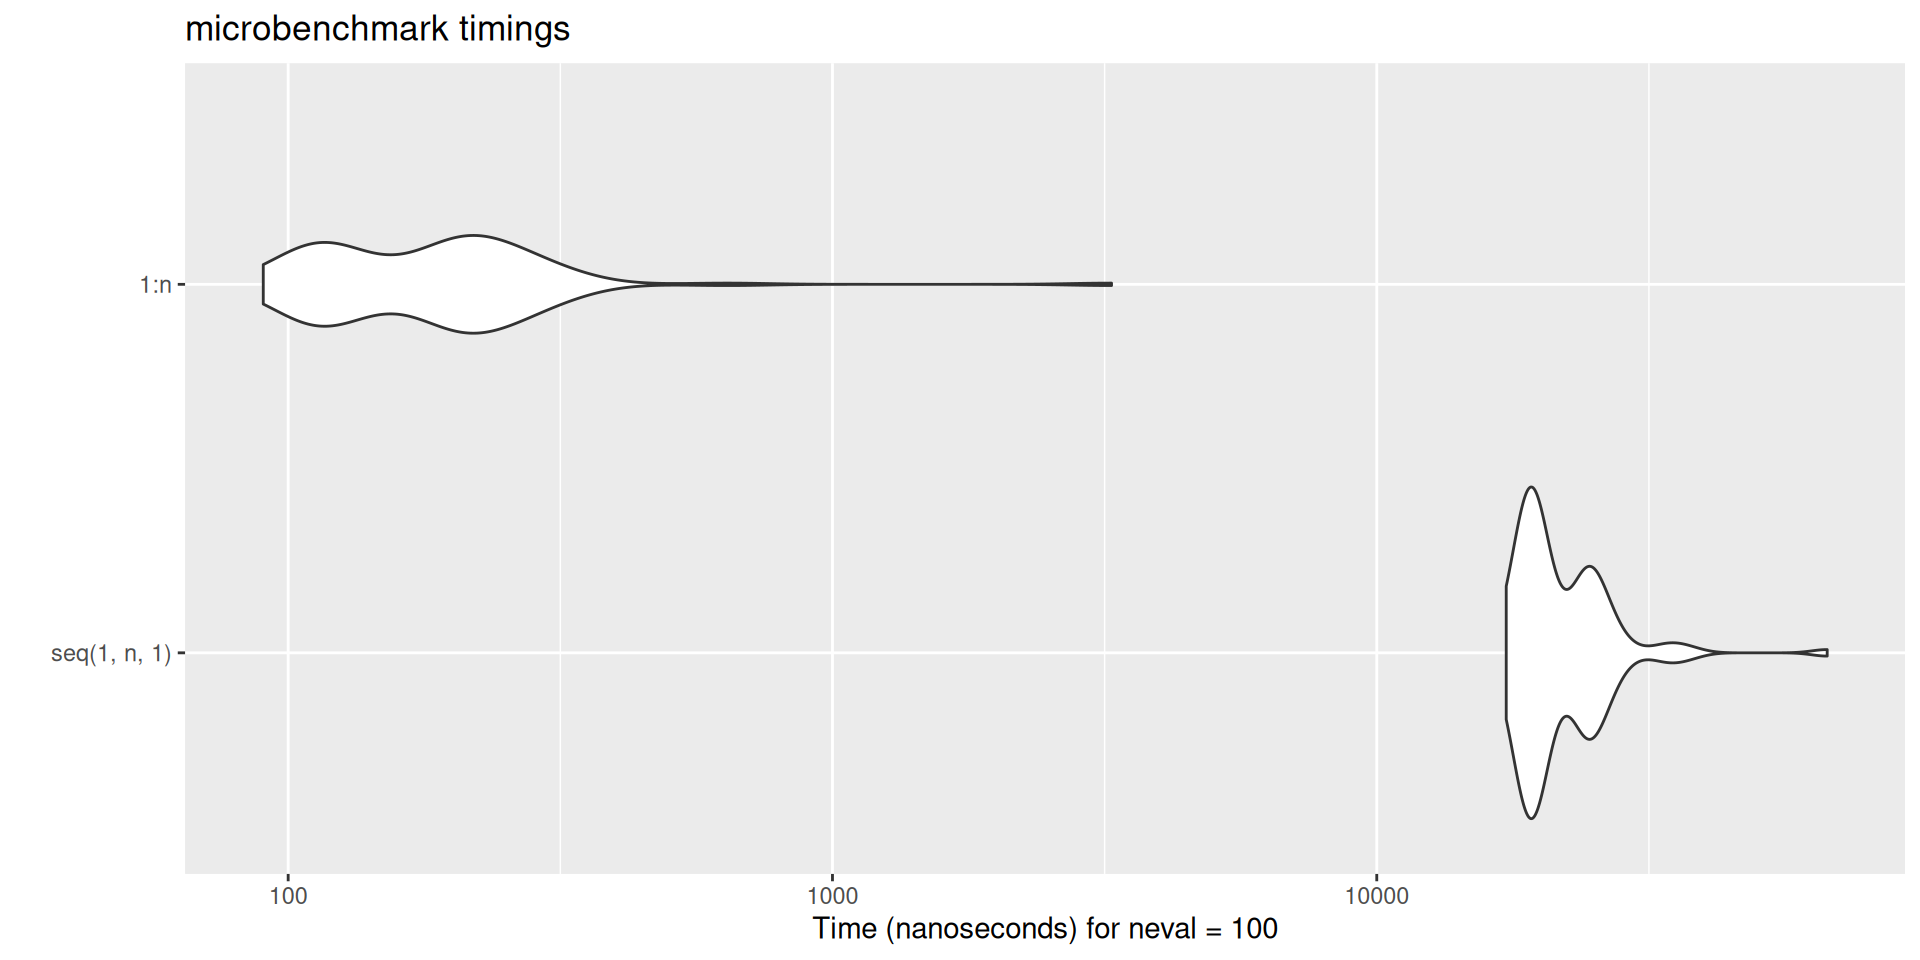 microbenchmark timings
1:n
seq(1, n, 1)
100
1000
10000
Time (nanoseconds) for neval = 100